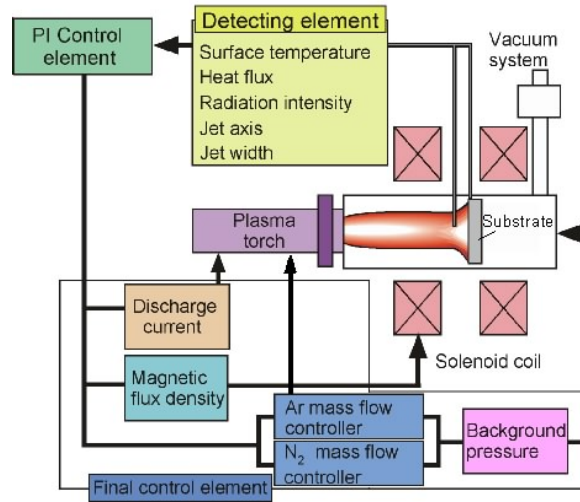 Detecting element
PI Control
element
Surface temperature
Heat flux
Radiation intensity
Jet axis
Jet width
Vacuum
system
Plasma
torch
Substrate
Discharge
current
Solenoid coil
Magnetic
flux density
Ar mass flow
controller
N₂ mass flow
controller
Background
pressure
Final control element